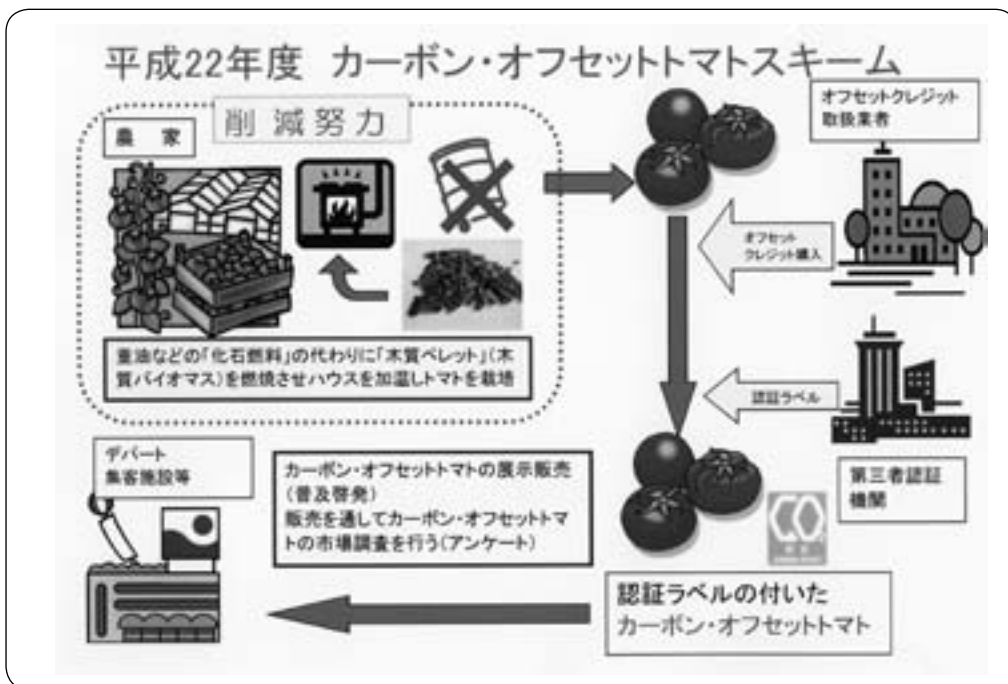 平成22年度 カーボン・オフセットトマトスキーム
削減努力
農 家
重油などの「化石燃料」の代わりに「木質ペレット」(木
質バイオマス)を燃焼させハウスを加温しトマトを栽培
オフセットクレジット
取扱業者
オフセット
クレジット購入
認証ラベル
第三者認証
機関
認証ラベルの付いた
カーボン・オフセットトマト
カーボン・オフセットトマトの展示販売
(普及啓発)
販売を通してカーボン・オフセットトマ
トの市場調査を行う(アンケート)
デパート
集客施設等